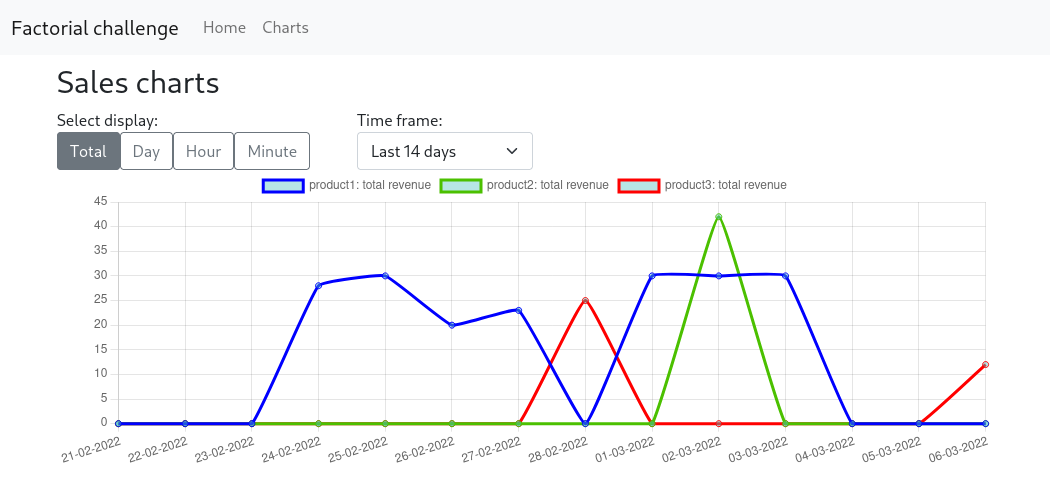 Factorial challenge Home Charts
Sales charts
Select display: Time frame:
Total Day Hour Minute Last 14 days
product1: total revenue product2: total revenue product3: total revenue
45
40
35
30
25
20
15
10
5
0
21-02-2022 22-02-2022 23-02-2022 24-02-2022 25-02-2022 26-02-2022 27-02-2022 28-02-2022 01-03-2022 02-03-2022 03-03-2022 04-03-2022 05-03-2022 06-03-2022